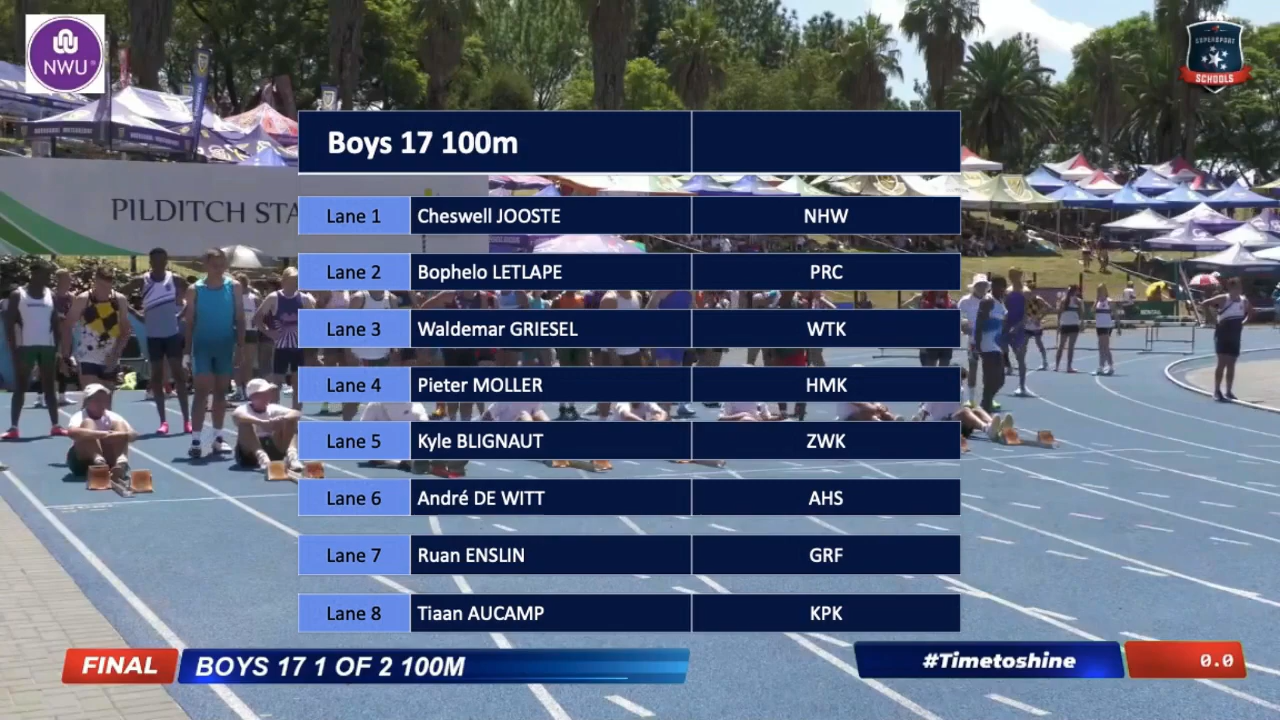 NWU
SUPERSPORT
SCHOOLS
Boys 17 100m
PILDITCH STA
Lane 1 Cheswell JOOSTE NHW
Lane 2 Bophelo LETLAPE PRC
Lane 3 Waldemar GRIESEL WTK
Lane 4 Pieter MOLLER HMK
Lane 5 Kyle BLIGNAUT ZWK
Lane 6 André DE WITT AHS
Lane 7 Ruan ENSLIN GRF
Lane 8 Tiaan AUCAMP KPK
FINAL BOYS 17 1 OF 2 100M
#Timetoshine 0.0